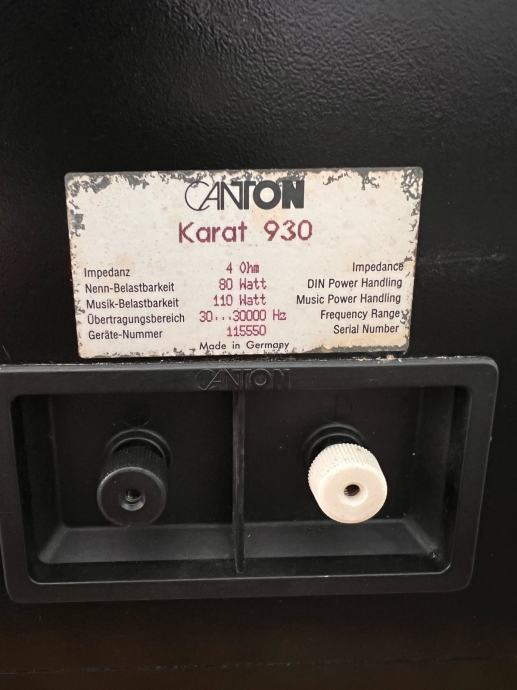 CANTON
Karat 930
Impedanz 4 Ohm Impedance
Nenn-Belastbarkeit 80 Watt DIN Power Handling
Musik-Belastbarkeit 110 Watt Music Power Handling
Übertragungsbereich 30...30000 Hz Frequency Range
Geräte-Nummer 115550 Serial Number
Made in Germany
CANTON